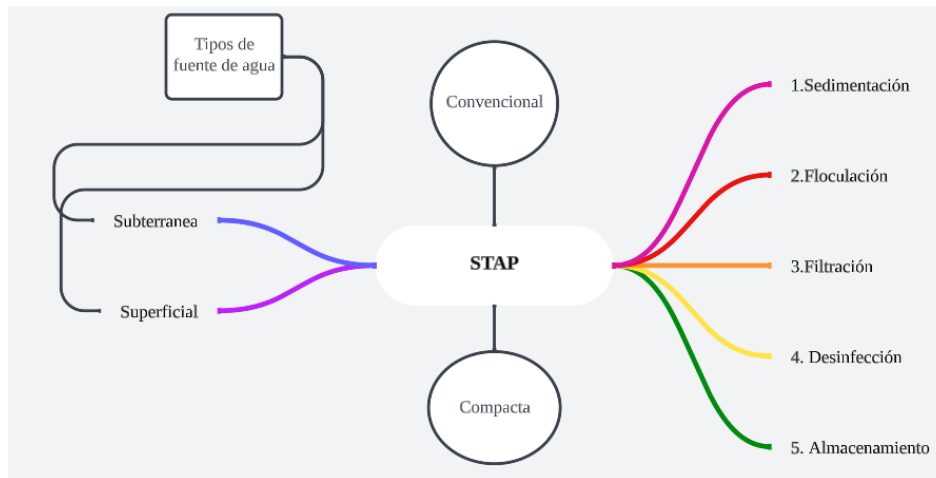 Tipos de
fuente de agua
Convencional
1.Sedimentación
2.Floculación
Subterranea
STAP
3.Filtración
Superficial
4. Desinfección
Compacta
5. Almacenamiento